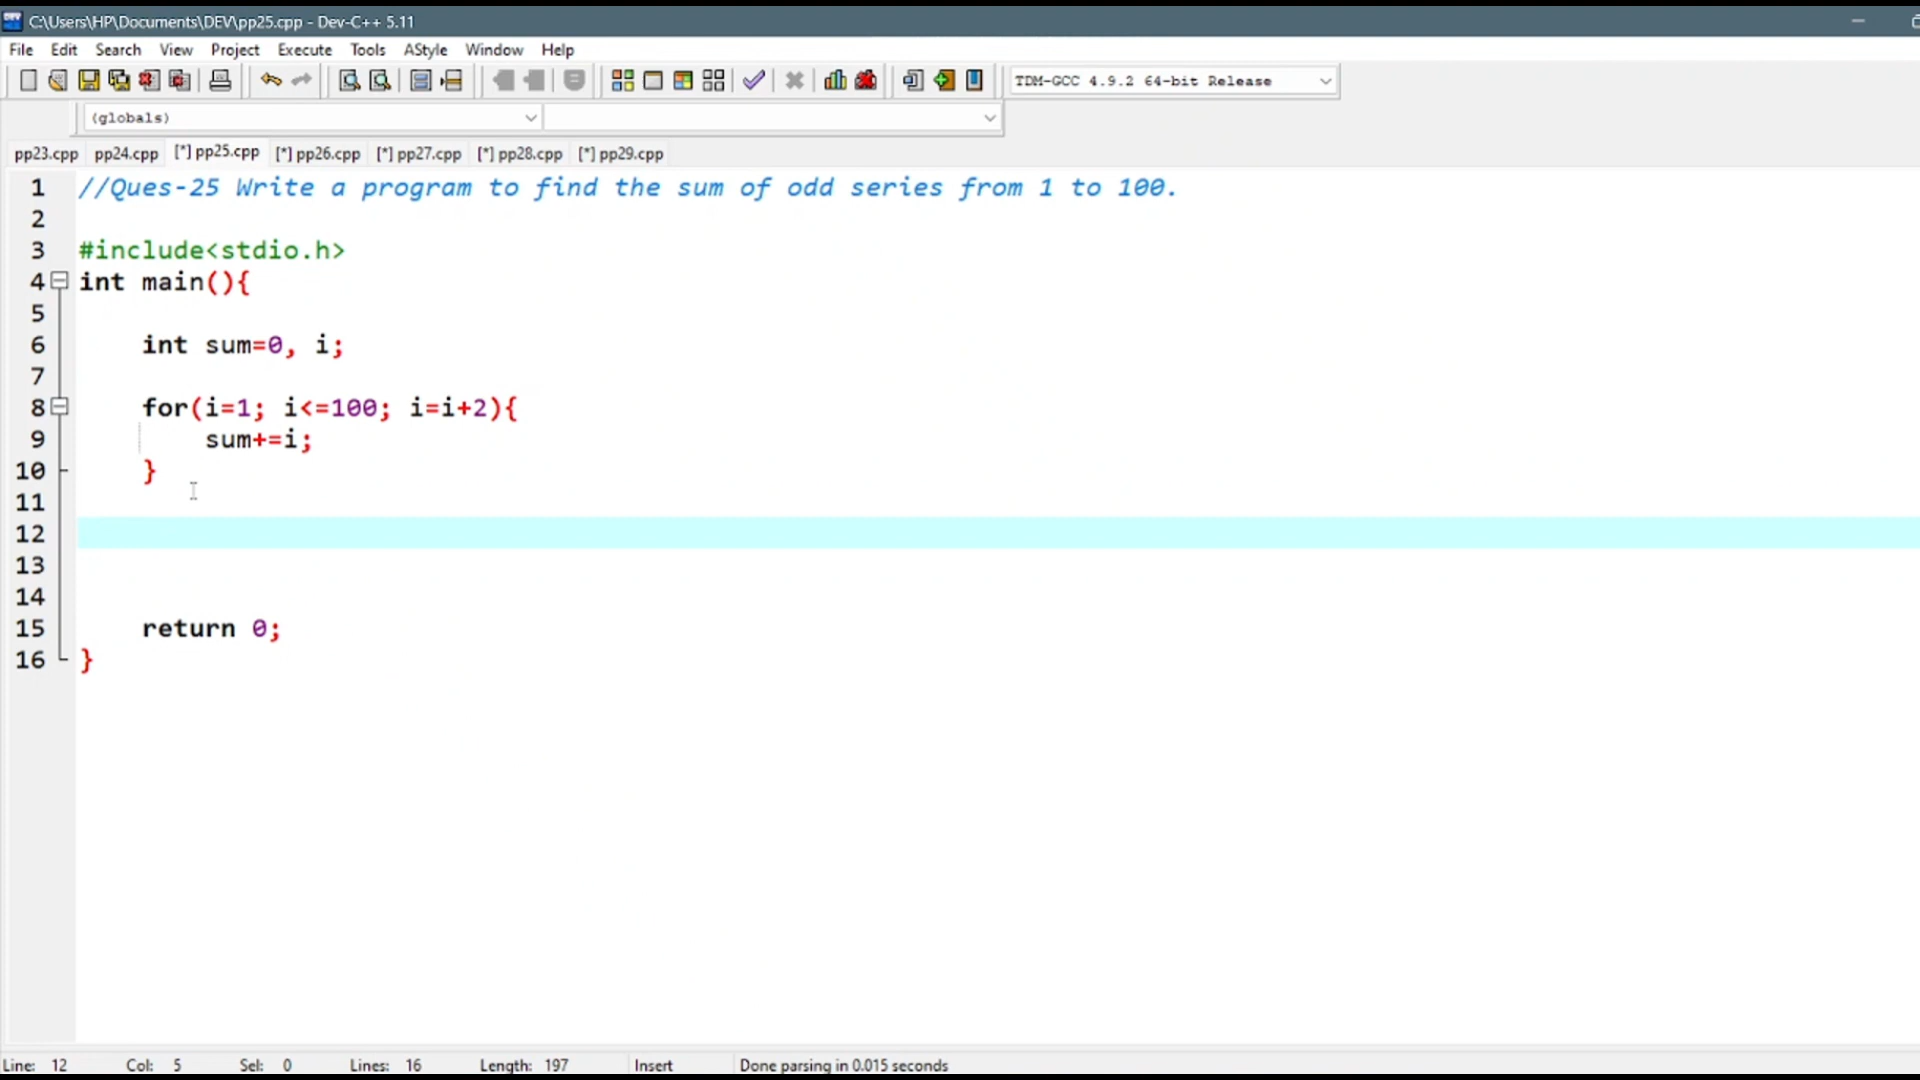 C:\Users\HP\Documents\DEV\pp25.cpp - Dev-C++ 5.11
File Edit Search View Project Execute Tools AStyle Window Help
TDM-GCC 4.9.2 64-bit Release
(globals)
pp23.cpp pp24.cpp [*] pp25.cpp [*] pp26.cpp [*] pp27.cpp [*] pp28.cpp [*] pp29.cpp
1 //Ques-25 Write a program to find the sum of odd series from 1 to 100.
2
3 #include<stdio.h>
4 int main(){
5
6 int sum=0, i;
7
8 for(i=1; i<=100; i=i+2){
9 sum+=i;
10 }
11
12
13
14
15 return 0;
16 }
Line: 12 Col: 5 Sel: 0 Lines: 16 Length: 197 Insert Done parsing in 0.015 seconds